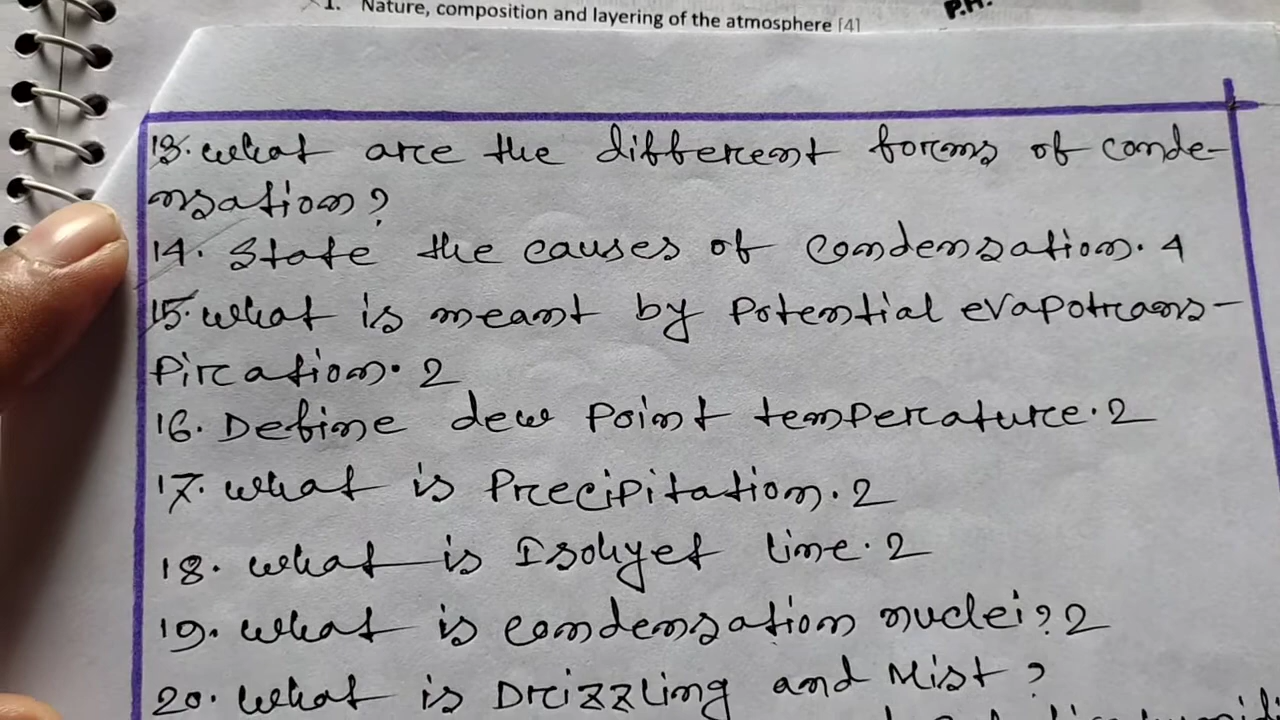 1. Nature, composition and layering of the atmosphere [4]
P.H.
13. What are the different forms of conde-
nsation?
14. State the causes of Condensation. 4
15. What is meant by Potential evapotrans-
Piration. 2
16. Define dew Point temperature. 2
17. What is Precipitation. 2
18. What is Isohyet line. 2
19. What is condensation nuclei? 2
20. What is Drizzling and Mist ?